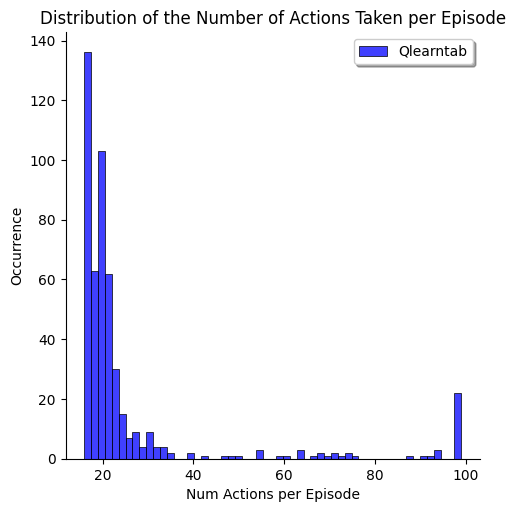 Distribution of the Number of Actions Taken per Episode
Qlearntab
140
120
100
80
60
40
20
0
Occurrence
20 40 60 80 100
Num Actions per Episode